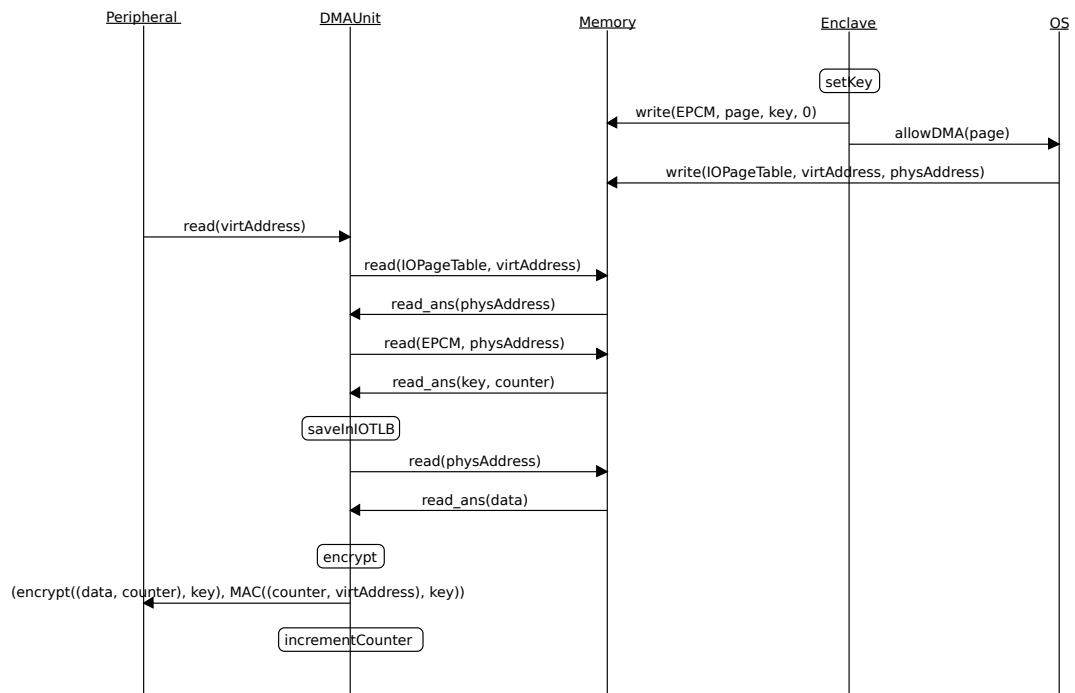 Peripheral
DMAUnit
Memory
Enclave
OS
setKey
write(EPCM, page, key, 0)
allowDMA(page)
write(IOPageTable, virtAddress, physAddress)
read(virtAddress)
read(IOPageTable, virtAddress)
read_ans(physAddress)
read(EPCM, physAddress)
read_ans(key, counter)
saveInIOTLB
read(physAddress)
read_ans(data)
encrypt
(encrypt((data, counter), key), MAC((counter, virtAddress), key))
incrementCounter